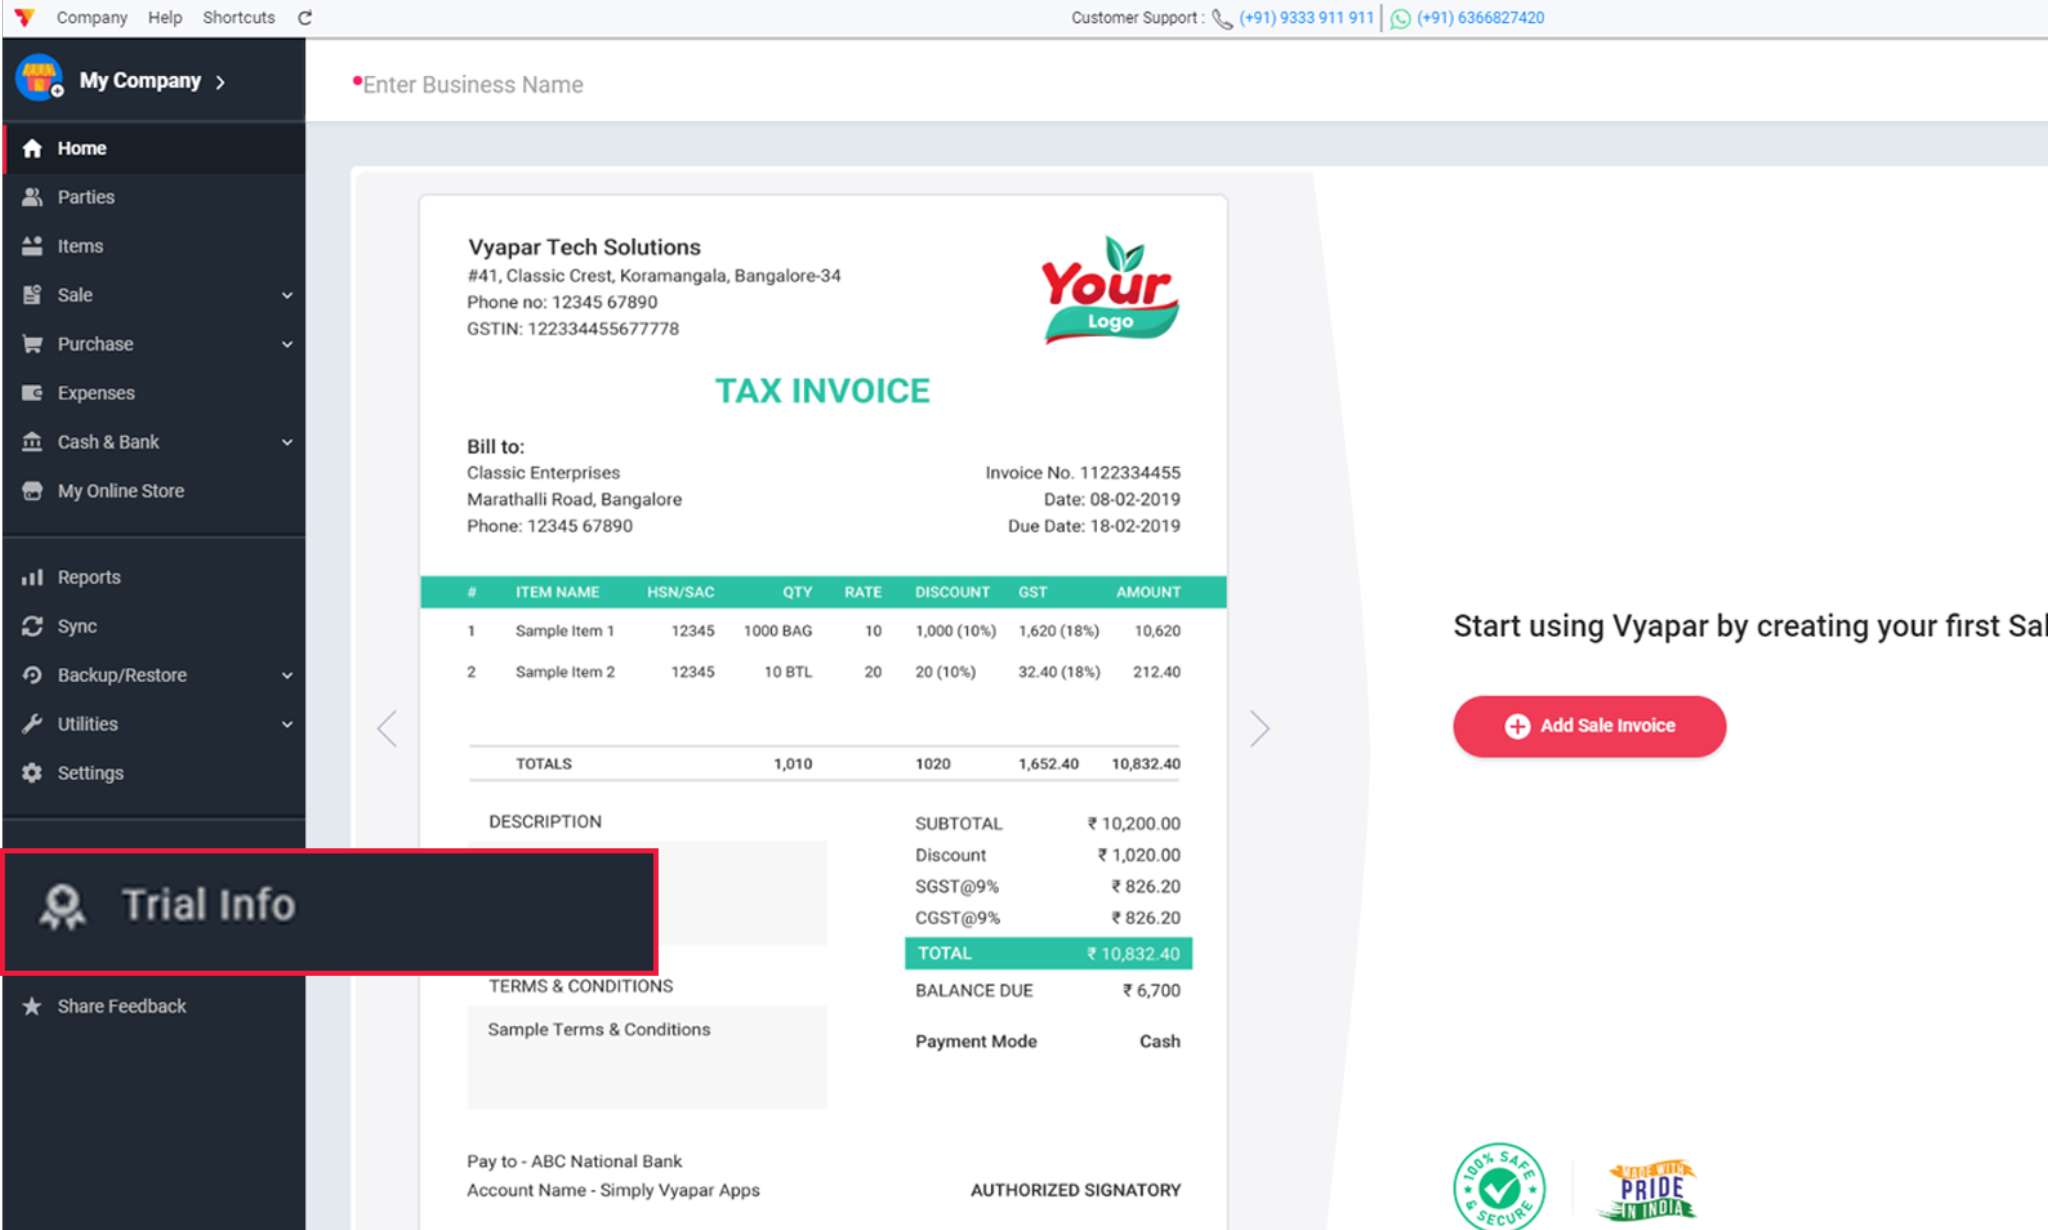 Company Help Shortcuts
Customer Support : (+91) 9333 911 911 (+91) 6366827420
My Company
Enter Business Name
Home
Parties
Items
Sale
Purchase
Expenses
Cash & Bank
My Online Store
Reports
Sync
Backup/Restore
Utilities
Settings
Trial Info
Share Feedback
Vyapar Tech Solutions
#41, Classic Crest, Koramangala, Bangalore-34
Phone no: 12345 67890
GSTIN: 122334455677778
Your
Logo
TAX INVOICE
Bill to:
Classic Enterprises
Marathalli Road, Bangalore
Phone: 12345 67890
Invoice No. 1122334455
Date: 08-02-2019
Due Date: 18-02-2019
# ITEM NAME HSN/SAC QTY RATE DISCOUNT GST AMOUNT
1 Sample Item 1 12345 1000 BAG 10 1,000 (10%) 1,620 (18%) 10,620
2 Sample Item 2 12345 10 BTL 20 20 (10%) 32.40 (18%) 212.40
TOTALS 1,010 1020 1,652.40 10,832.40
DESCRIPTION
TERMS & CONDITIONS
Sample Terms & Conditions
SUBTOTAL ₹ 10,200.00
Discount ₹ 1,020.00
SGST@9% ₹ 826.20
CGST@9% ₹ 826.20
TOTAL ₹ 10,832.40
BALANCE DUE ₹ 6,700
Payment Mode Cash
Pay to - ABC National Bank
Account Name - Simply Vyapar Apps
AUTHORIZED SIGNATORY
Start using Vyapar by creating your first Sal
Add Sale Invoice
100% SAFE
& SECURE
MADE WITH
PRIDE
IN INDIA